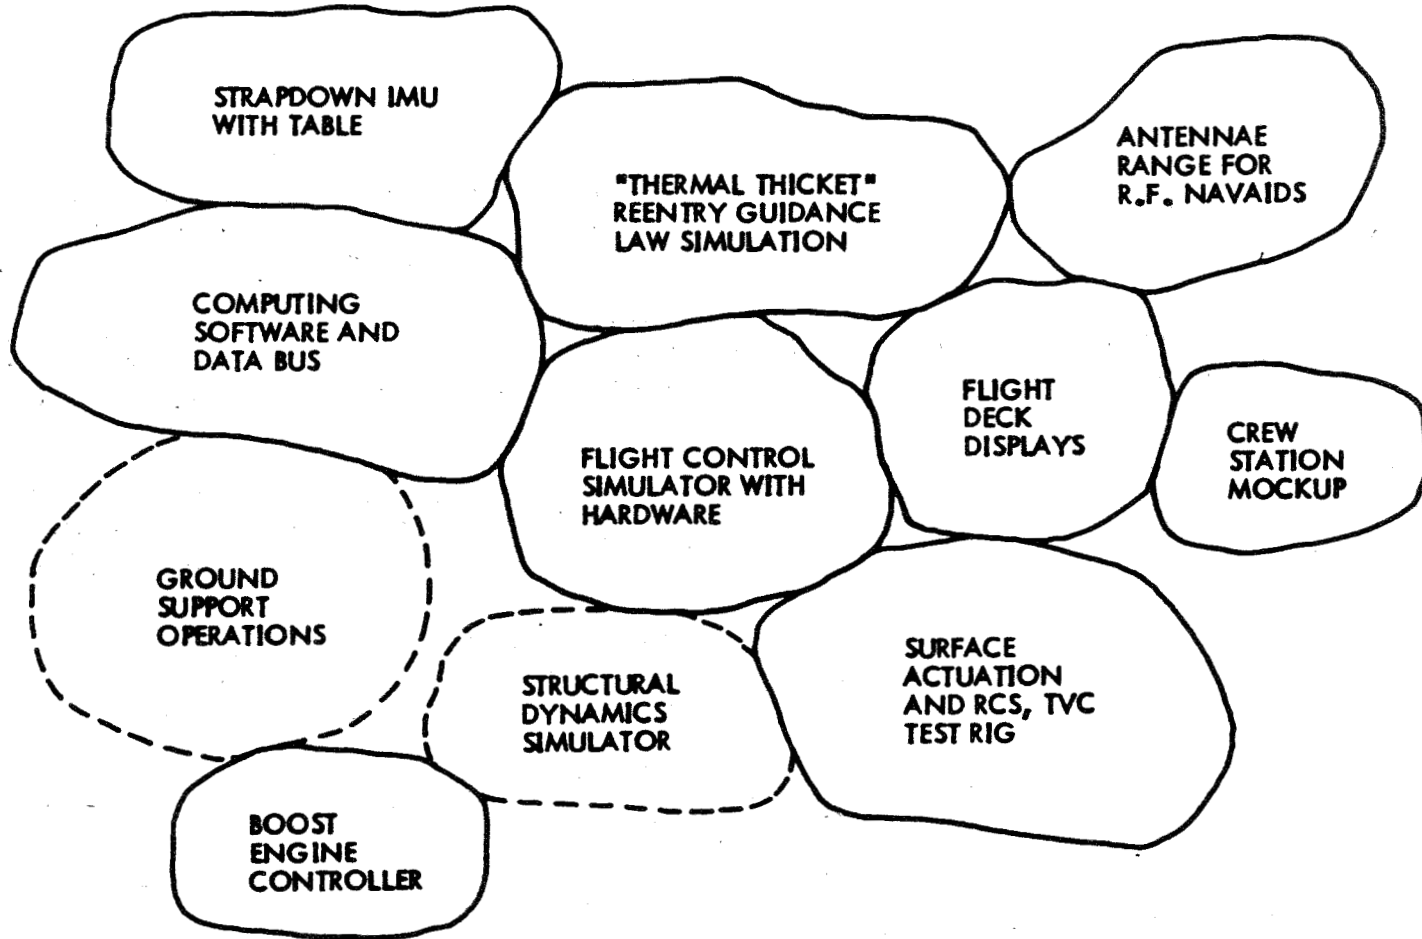 STRAPDOWN IMU
WITH TABLE
"THERMAL THICKET"
REENTRY GUIDANCE
LAW SIMULATION
ANTENNAE
RANGE FOR
R.F. NAVAIDS
COMPUTING
SOFTWARE AND
DATA BUS
FLIGHT CONTROL
SIMULATOR WITH
HARDWARE
FLIGHT
DECK
DISPLAYS
CREW
STATION
MOCKUP
GROUND
SUPPORT
OPERATIONS
STRUCTURAL
DYNAMICS
SIMULATOR
SURFACE
ACTUATION
AND RCS, TVC
TEST RIG
BOOST
ENGINE
CONTROLLER